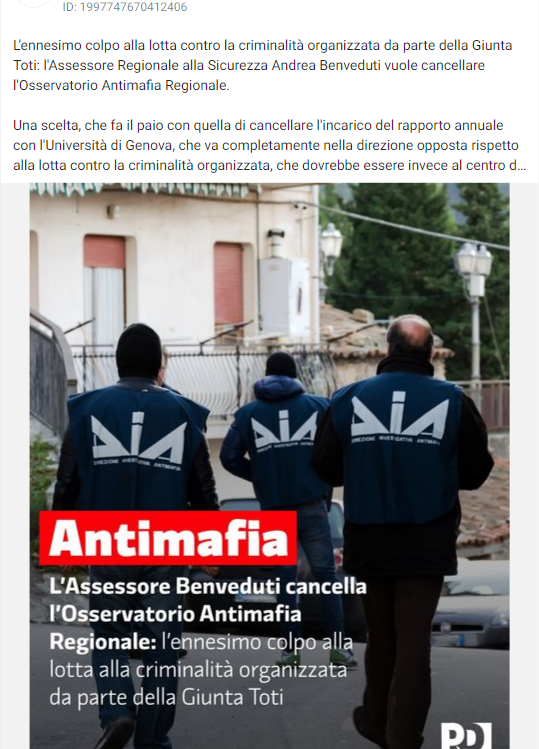 ID: 1997747670412406
L'ennesimo colpo alla lotta contro la criminalità organizzata da parte della Giunta
Toti: l'Assessore Regionale alla Sicurezza Andrea Benveduti vuole cancellare
l'Osservatorio Antimafia Regionale.
Una scelta, che fa il paio con quella di cancellare l'incarico del rapporto annuale
con l'Università di Genova, che va completamente nella direzione opposta rispetto
alla lotta contro la criminalità organizzata, che dovrebbe essere invece al centro d...
DIA
DIREZIONE INVESTIGATIVA ANTIMAFIA
DIA
DIREZIONE INVESTIGATIVA ANTIMAFIA
DIA
DIREZIONE INVESTIGATIVA ANTIMAFIA
Antimafia
L'Assessore Benveduti cancella
l'Osservatorio Antimafia
Regionale: l'ennesimo colpo alla
lotta alla criminalità organizzata
da parte della Giunta Toti
PD